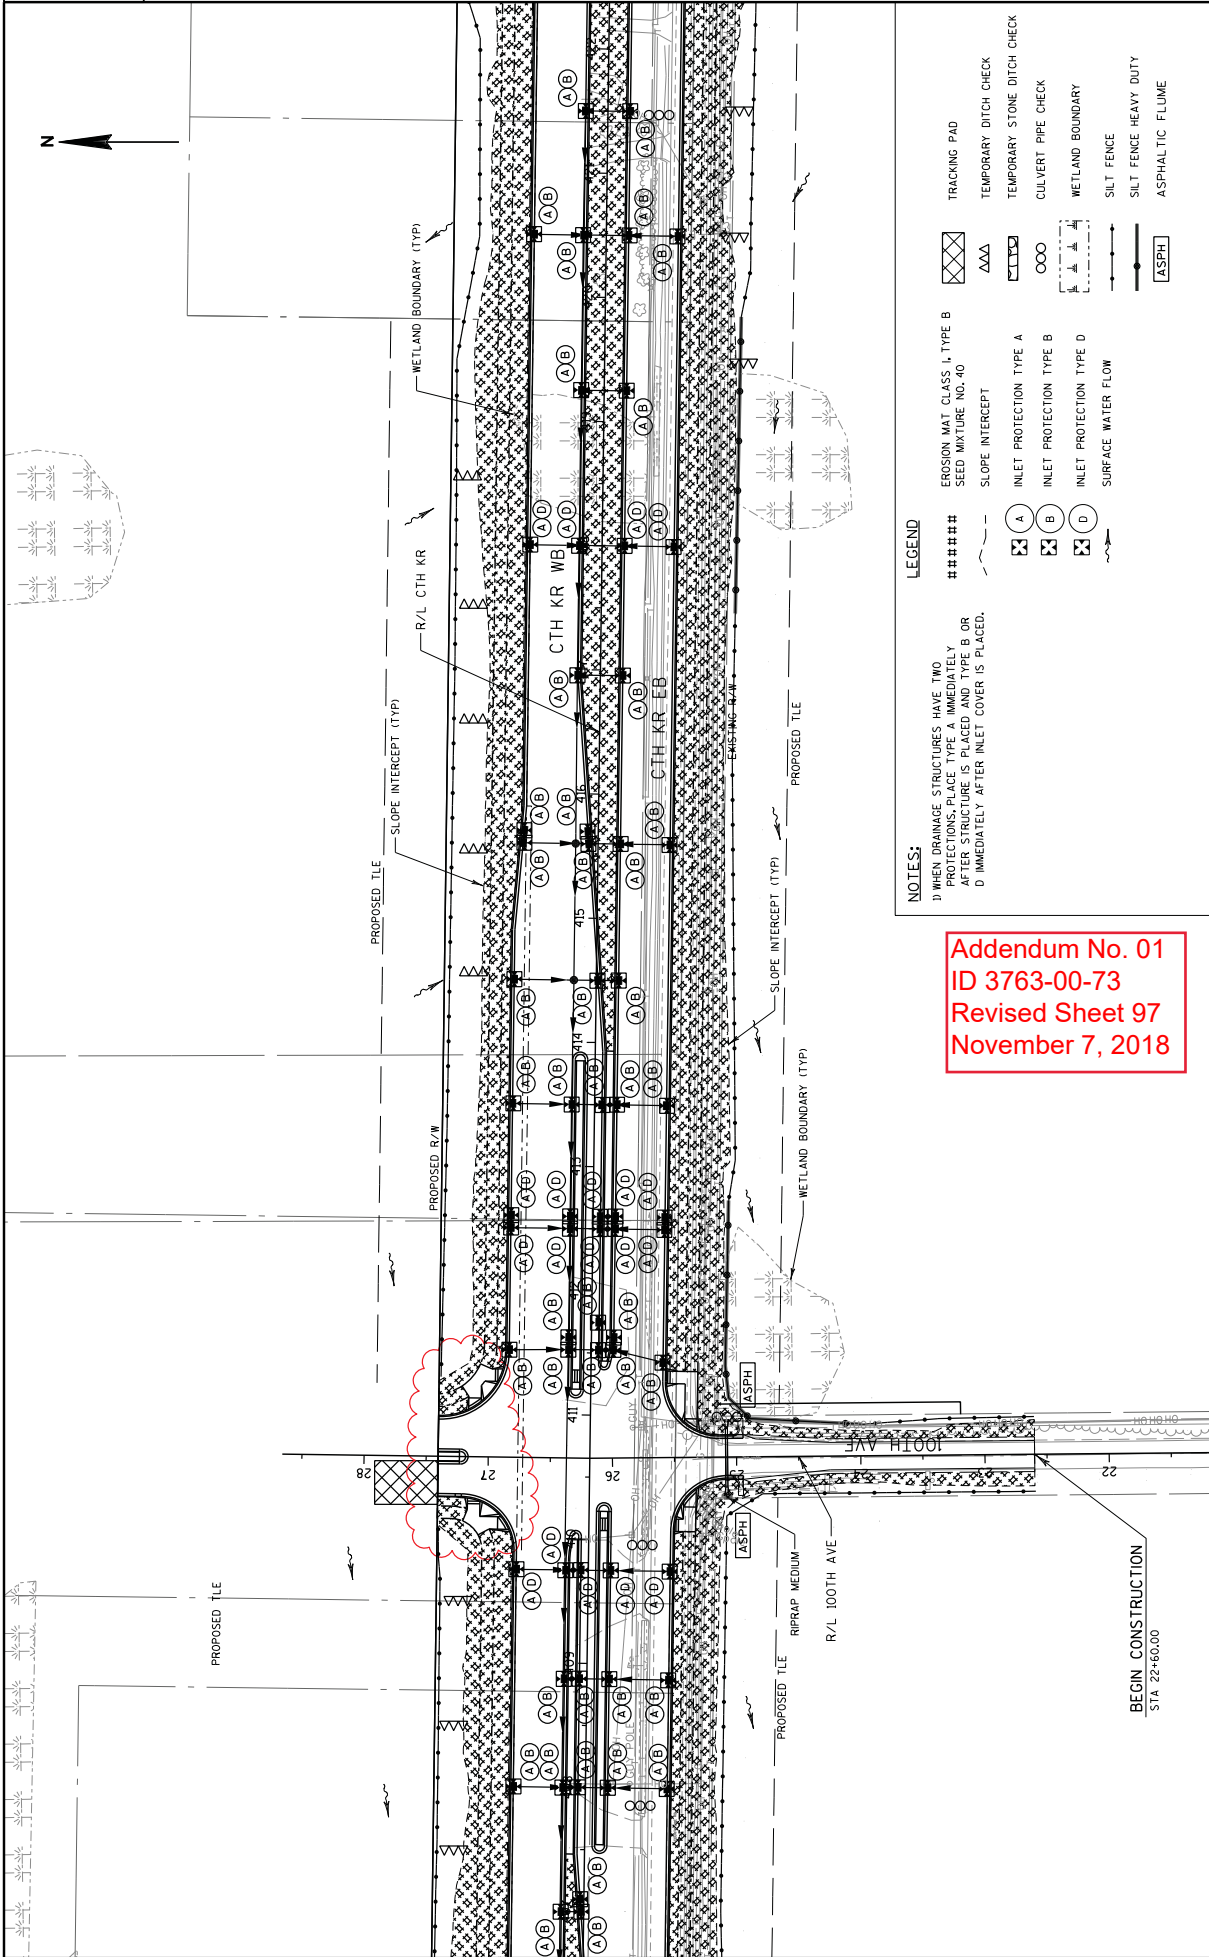 N
WETLAND BOUNDARY (TYP)
R/L CTH KR
SLOPE INTERCEPT (TYP)
PROPOSED TLE
PROPOSED R/W
PROPOSED TLE
CTH KR WB
CTH KR EB
EXISTING R/W
PROPOSED TLE
SLOPE INTERCEPT (TYP)
WETLAND BOUNDARY (TYP)
416
415
414
413
412
411
409
28
27
26
22
100TH AVE
ASPH
ASPH
RIPRAP MEDIUM
R/L 100TH AVE
PROPOSED TLE
BEGIN CONSTRUCTION
STA 22+60.00
A B
A D
LEGEND
EROSION MAT CLASS I, TYPE B
SEED MIXTURE NO. 40
SLOPE INTERCEPT
A INLET PROTECTION TYPE A
B INLET PROTECTION TYPE B
D INLET PROTECTION TYPE D
SURFACE WATER FLOW
TRACKING PAD
TEMPORARY DITCH CHECK
TEMPORARY STONE DITCH CHECK
CULVERT PIPE CHECK
WETLAND BOUNDARY
SILT FENCE
SILT FENCE HEAVY DUTY
ASPH ASPHALTIC FLUME
NOTES:
1) WHEN DRAINAGE STRUCTURES HAVE TWO
PROTECTIONS, PLACE TYPE A IMMEDIATELY
AFTER STRUCTURE IS PLACED AND TYPE B OR
D IMMEDIATELY AFTER INLET COVER IS PLACED.
Addendum No. 01
ID 3763-00-73
Revised Sheet 97
November 7, 2018